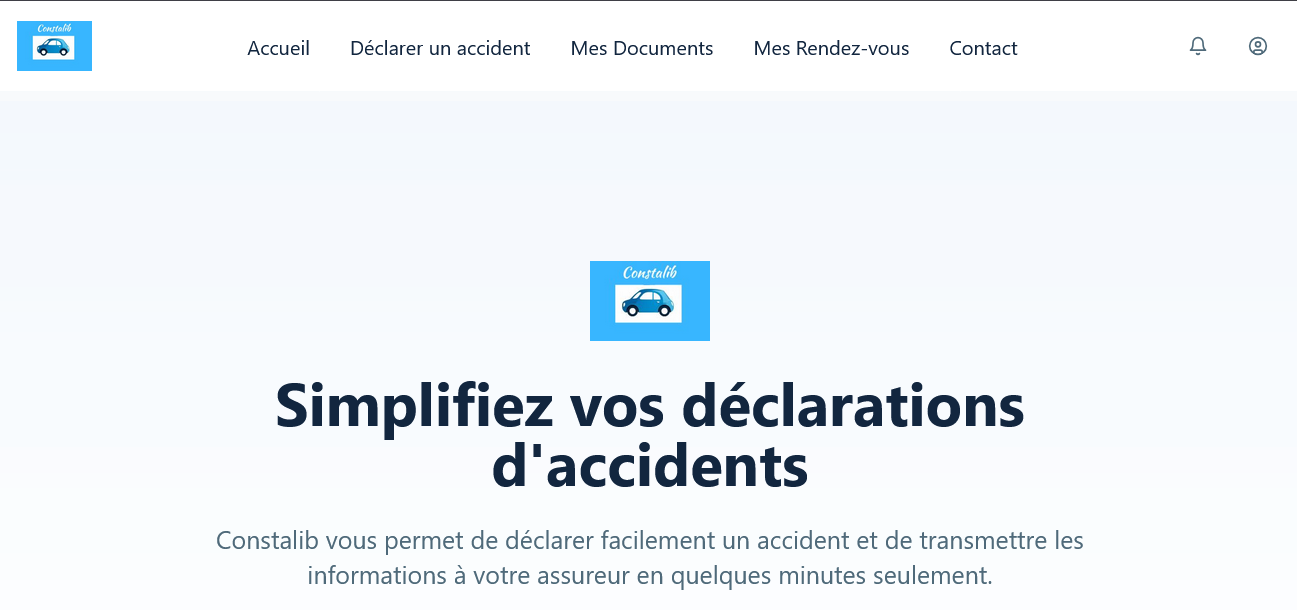 Constalib
Accueil Déclarer un accident Mes Documents Mes Rendez-vous Contact
Constalib
Simplifiez vos déclarations
d'accidents
Constalib vous permet de déclarer facilement un accident et de transmettre les
informations à votre assureur en quelques minutes seulement.